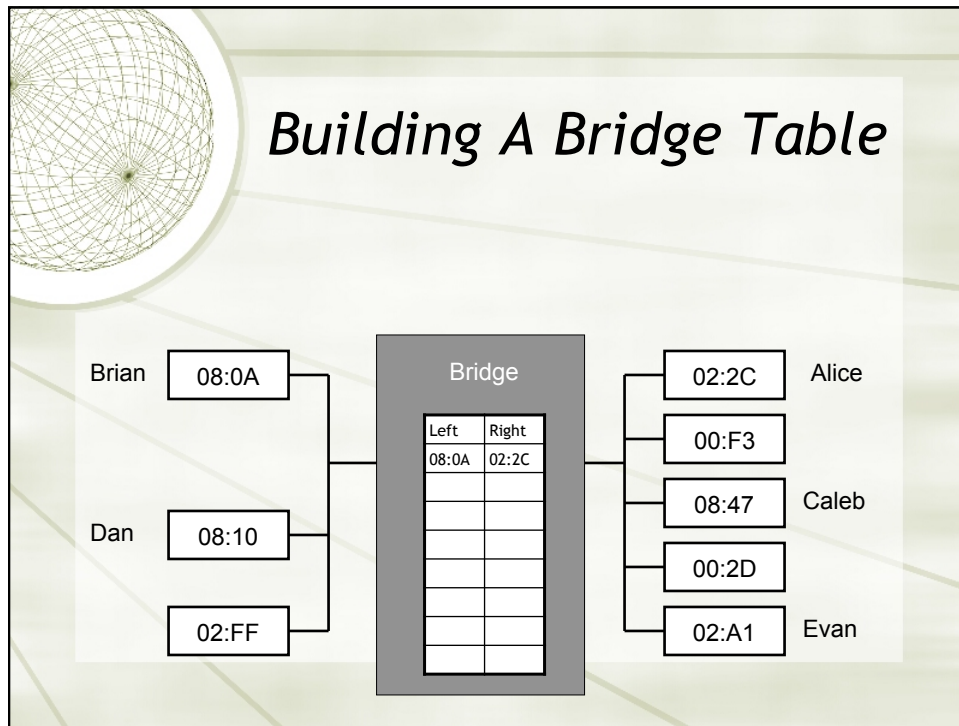 Building A Bridge Table
Brian 08:0A
Dan 08:10
02:FF
Bridge
Left Right
08:0A 02:2C
02:2C Alice
00:F3
08:47 Caleb
00:2D
02:A1 Evan